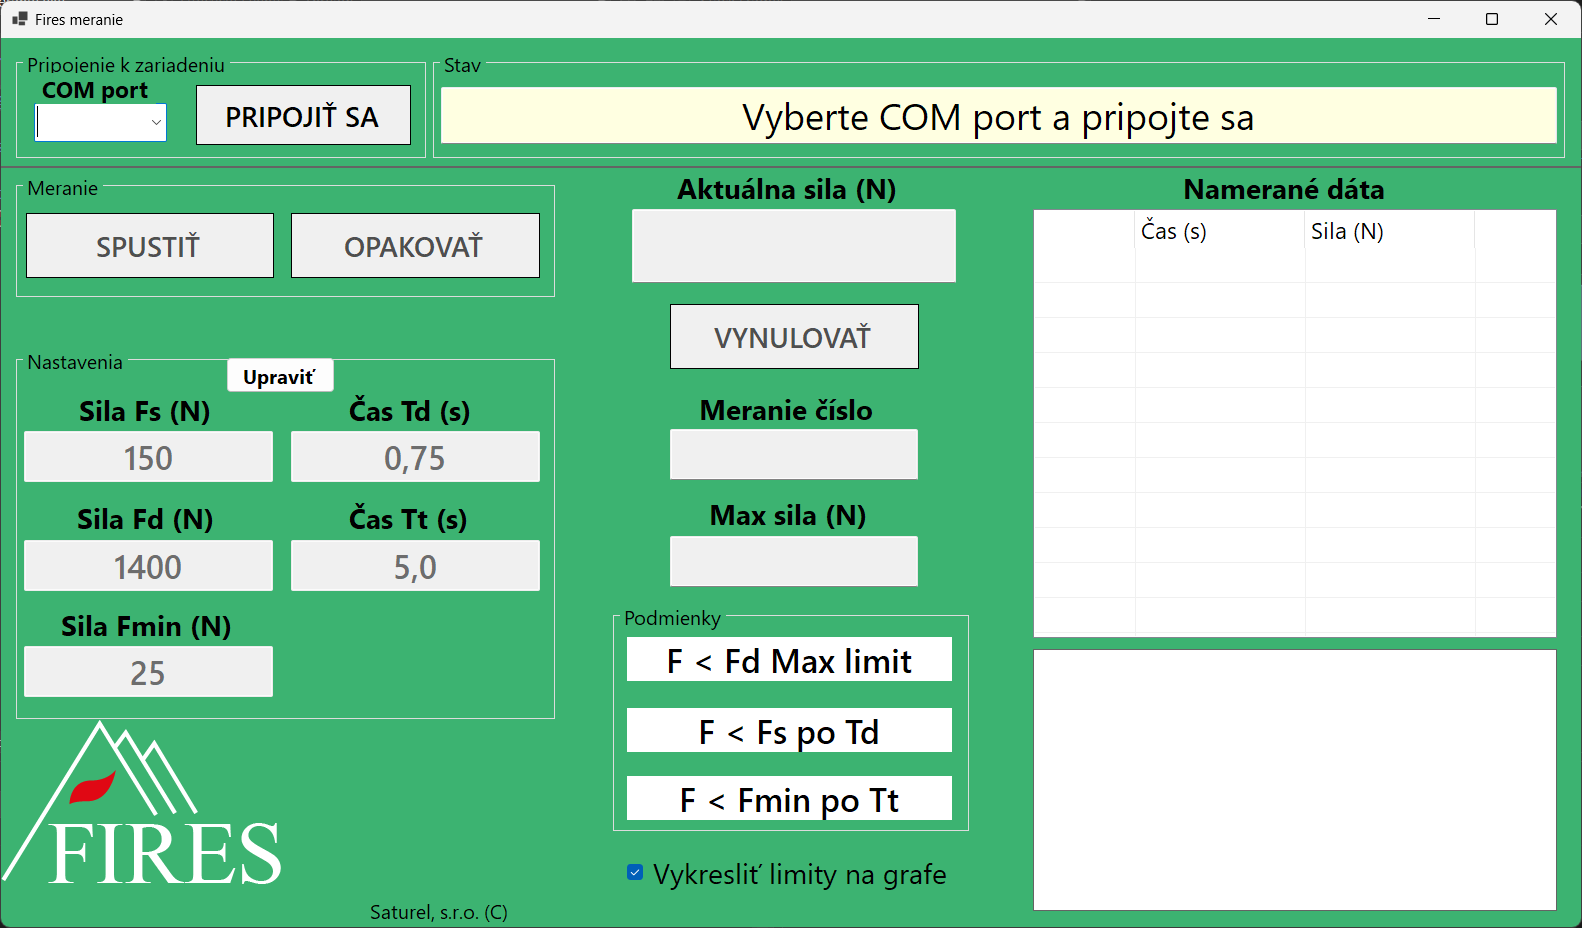 Fires meranie
Pripojenie k zariadeniu
COM port
PRIPOJIŤ SA
Stav
Vyberte COM port a pripojte sa
Meranie
SPUSTIŤ
OPAKOVAŤ
Nastavenia
Upraviť
Sila Fs (N)
Čas Td (s)
150
0,75
Sila Fd (N)
Čas Tt (s)
1400
5,0
Sila Fmin (N)
25
FIRES
Saturel, s.r.o. (C)
Aktuálna sila (N)
VYNULOVAŤ
Meranie číslo
Max sila (N)
Podmienky
F < Fd Max limit
F < Fs po Td
F < Fmin po Tt
Vykresliť limity na grafe
Namerané dáta
Čas (s)
Sila (N)